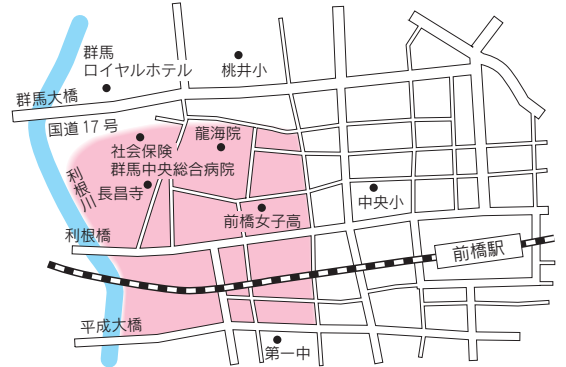 群馬
ロイヤルホテル
桃井小
群馬大橋
国道17号
龍海院
社会保険
群馬中央総合病院
利根川
長昌寺
中央小
前橋女子高
利根橋
前橋駅
平成大橋
第一中